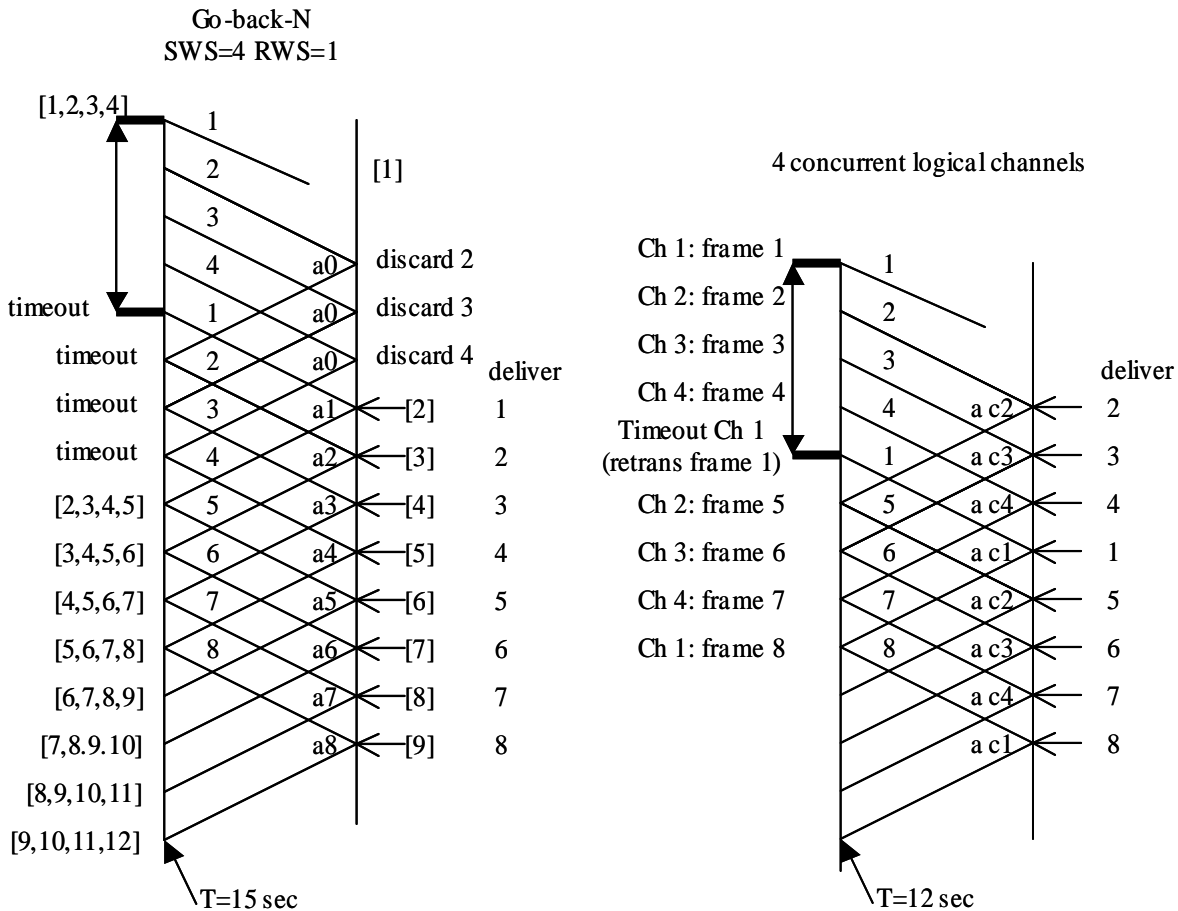 Go-back-N
SWS=4 RWS=1
[1,2,3,4]
1
2
[1]
3
4
a0
discard 2
timeout
1
a0
discard 3
timeout
2
a0
discard 4
deliver
timeout
3
a1
[2]
1
timeout
4
a2
[3]
2
[2,3,4,5]
5
a3
[4]
3
[3,4,5,6]
6
a4
[5]
4
[4,5,6,7]
7
a5
[6]
5
[5,6,7,8]
8
a6
[7]
6
[6,7,8,9]
a7
[8]
7
[7,8.9.10]
a8
[9]
8
[8,9,10,11]
[9,10,11,12]
T=15 sec
4 concurrent logical channels
Ch 1: frame 1
1
Ch 2: frame 2
2
Ch 3: frame 3
3
deliver
Ch 4: frame 4
4
a c2
2
Timeout Ch 1
(retrans frame 1)
1
a c3
3
Ch 2: frame 5
5
a c4
4
Ch 3: frame 6
6
a c1
1
Ch 4: frame 7
7
a c2
5
Ch 1: frame 8
8
a c3
6
a c4
7
a c1
8
T=12 sec